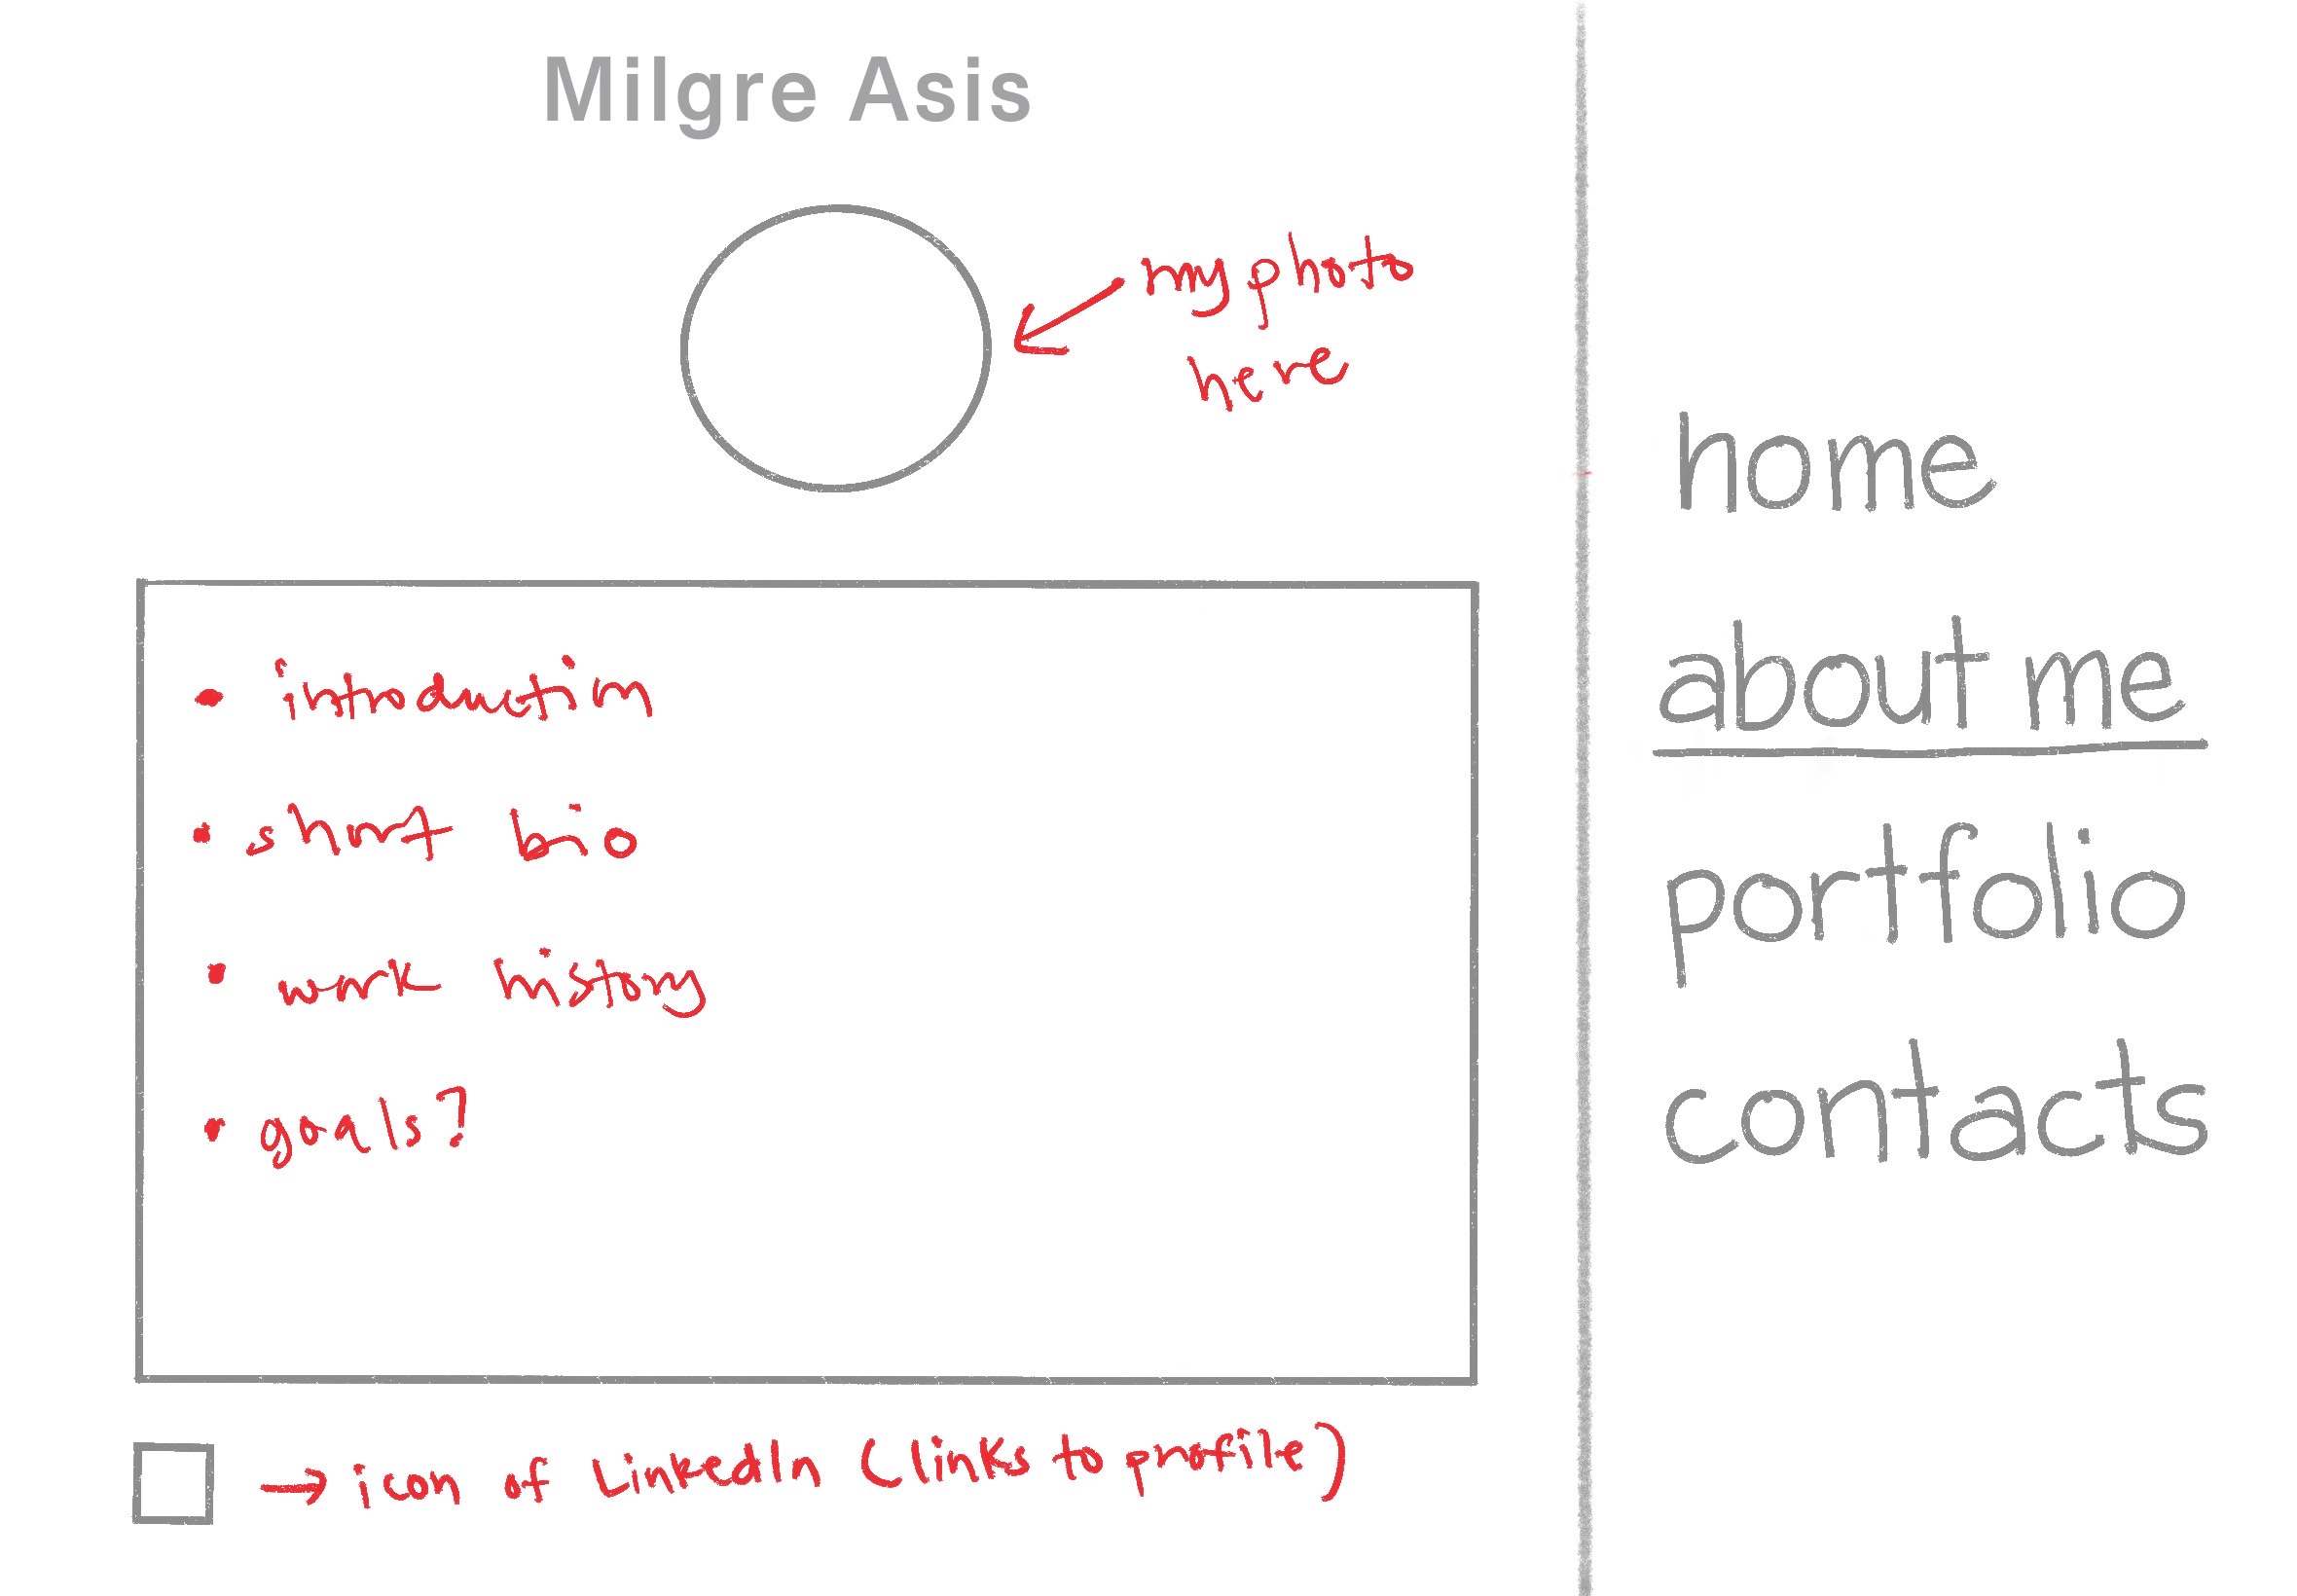 Milgre Asis
my photo
here
• introduction
• short bio
• work history
• goals?
→ icon of LinkedIn (links to profile)
home
about me
portfolio
contacts